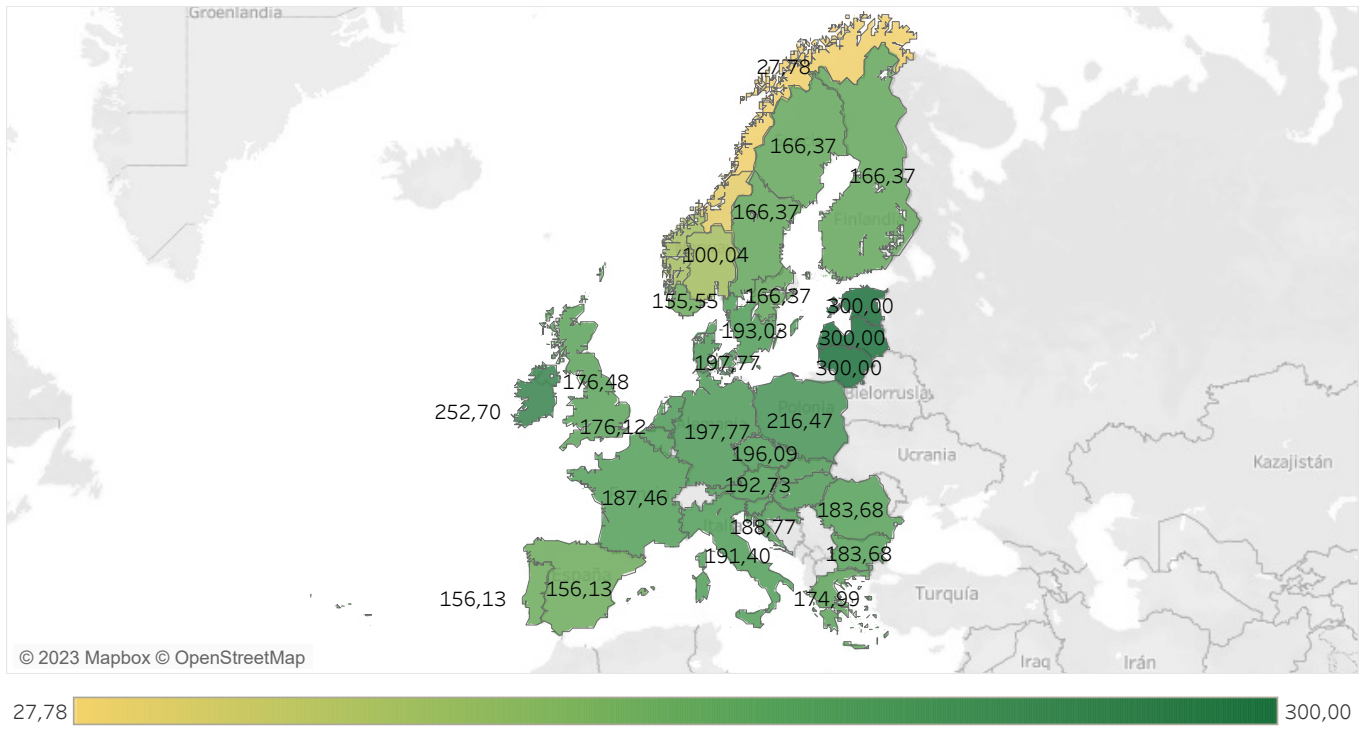 Groenlandia
27,78
166,37
166,37
166,37
Finlandia
100,04
155,55
166,37
300,00
193,03
300,00
197,77
300,00
176,48
Bielorrusia
252,70
Polonia
176,12
216,47
197,77
196,09
Ucrania
Kazajistán
192,73
187,46
183,68
Italia
188,77
191,40
183,68
España
156,13
156,13
174,99
Turquía
© 2023 Mapbox © OpenStreetMap
Iraq
Irán
27,78
300,00